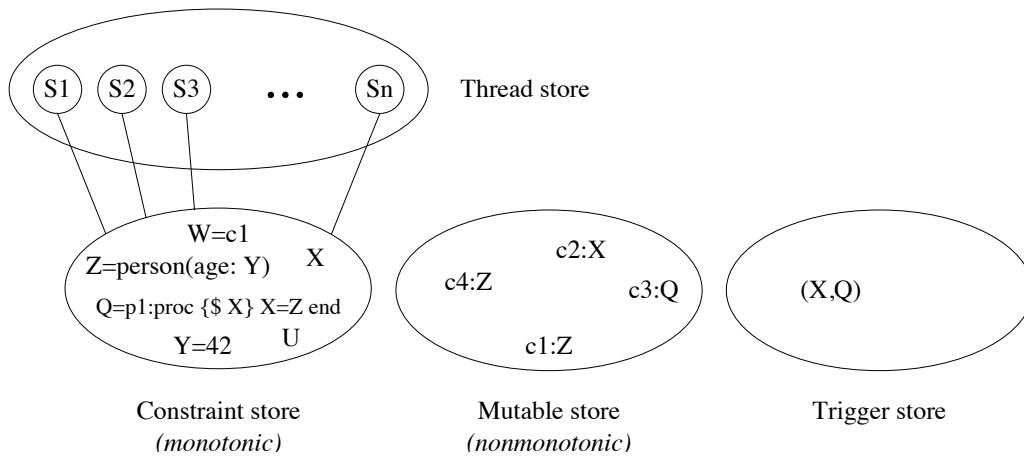 S1 S2 S3 ... Sn Thread store
W=c1
Z=person(age: Y) X
Q=p1:proc {$ X} X=Z end
Y=42 U
c2:X
c4:Z c3:Q
c1:Z
(X,Q)
Constraint store
(monotonic)
Mutable store
(nonmonotonic)
Trigger store